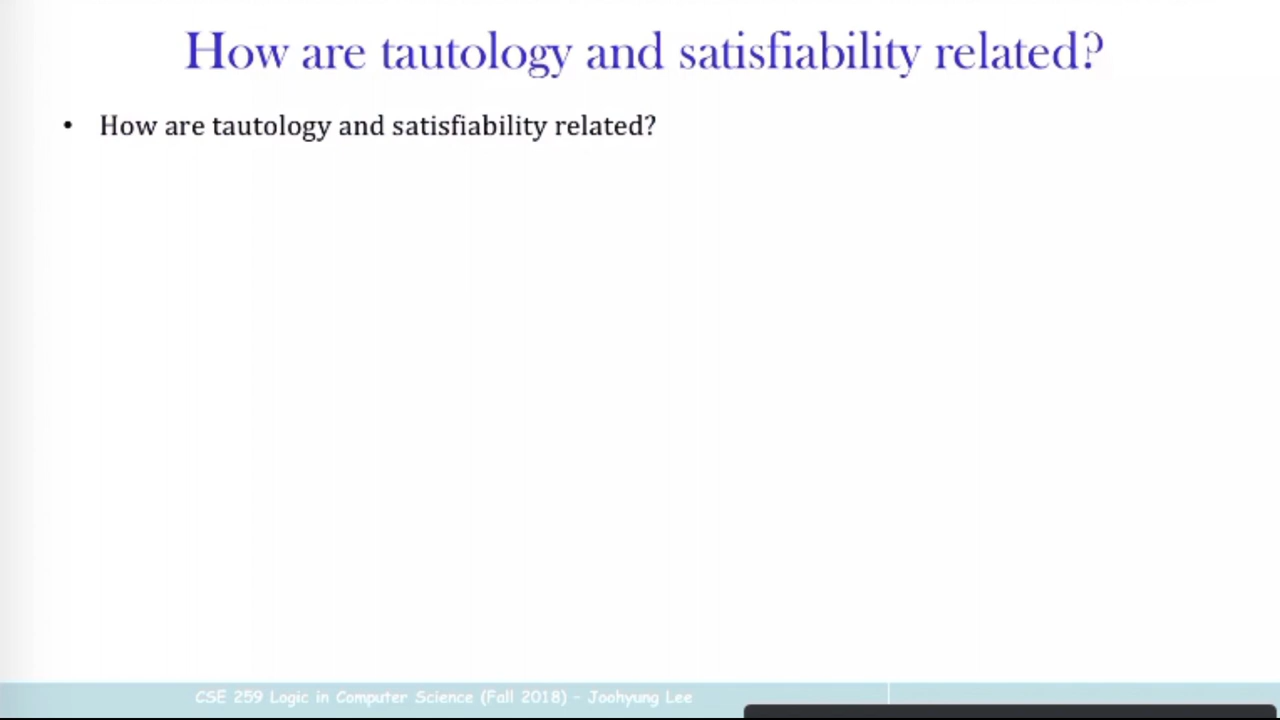 How are tautology and satisfiability related?
• How are tautology and satisfiability related?
CSE 259 Logic in Computer Science (Fall 2018) – Joohyung Lee